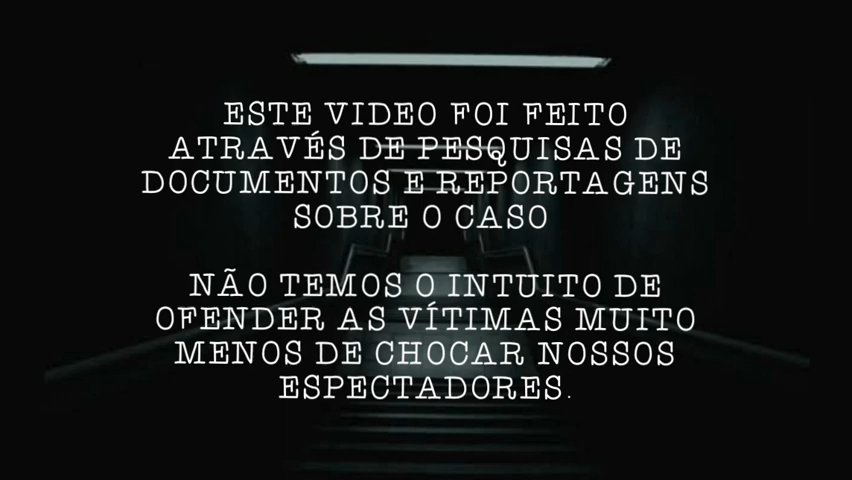 ESTE VIDEO FOI FEITO
ATRAVÉS DE PESQUISAS DE
DOCUMENTOS E REPORTAGENS
SOBRE O CASO
NÃO TEMOS O INTUITO DE
OFENDER AS VÍTIMAS MUITO
MENOS DE CHOCAR NOSSOS
ESPECTADORES.